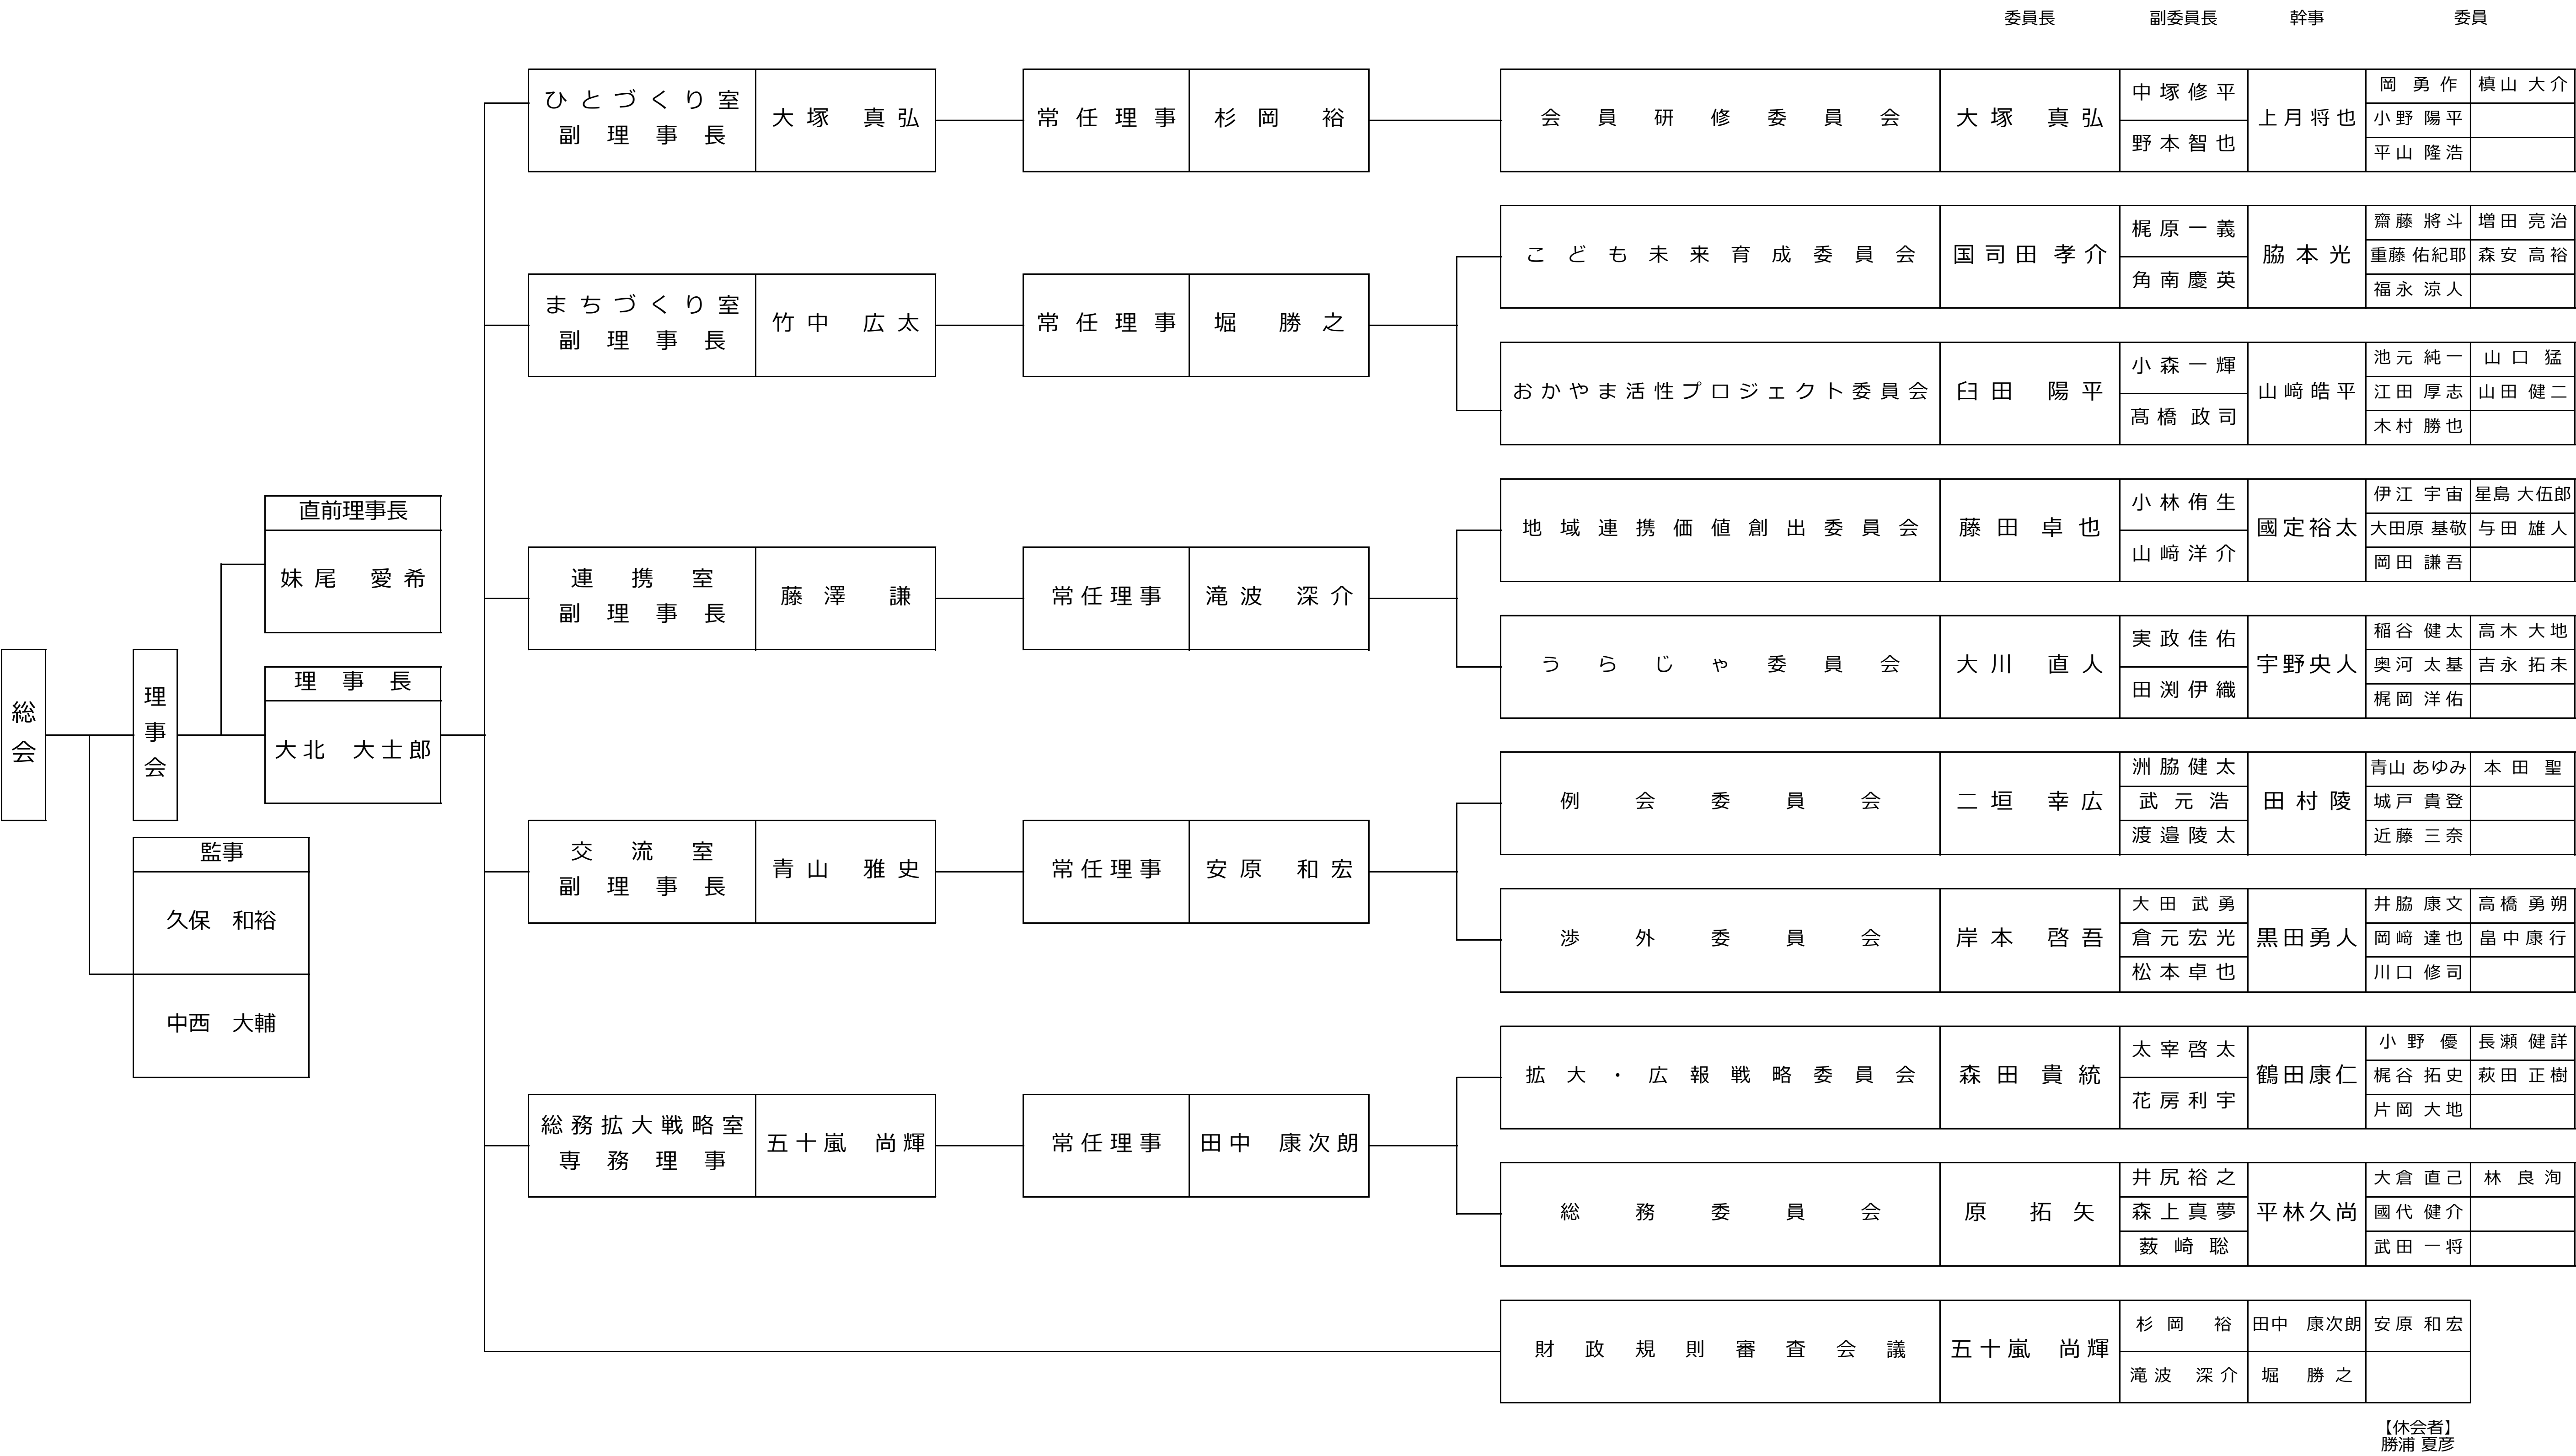 委員長 副委員長 幹事 委員
ひとづくり室
副理事長
大塚 真弘
常任理事
杉岡 裕
会員研修委員会
大塚 真弘
中塚修平
野本智也
上月将也
岡 勇作 槙山 大介
小野 陽平
平山 隆浩
まちづくり室
副理事長
竹中 広太
常任理事
堀 勝之
こども未来育成委員会
国司田 孝介
梶原一義
角南慶英
脇本光
齋藤 將斗 増田 亮治
重藤 佑紀耶 森安 高裕
福永 涼人
おかやま活性プロジェクト委員会
臼田 陽平
小森一輝
髙橋 政司
山﨑皓平
池元 純一 山口 猛
江田 厚志 山田 健二
木村 勝也
連携室
副理事長
藤澤 謙
常任理事
滝波 深介
地域連携価値創出委員会
藤田 卓也
小林侑生
山﨑洋介
國定裕太
伊江 宇宙 星島 大伍郎
大田原 基敬 与田 雄人
岡田 謙吾
うらじゃ委員会
大川 直人
実政佳佑
田渕伊織
宇野央人
稲谷 健太 高木 大地
奥河 太基 吉永 拓未
梶岡 洋佑
交流室
副理事長
青山 雅史
常任理事
安原 和宏
例会委員会
二垣 幸広
洲脇健太
武元浩
渡邉陵太
田村陵
青山 あゆみ 本田 聖
城戸 貴登
近藤 三奈
渉外委員会
岸本 啓吾
大田 武勇
倉元宏光
松本卓也
黒田勇人
井脇 康文 高橋 勇朔
岡﨑 達也 畠中康行
川口 修司
総務拡大戦略室
専務理事
五十嵐 尚輝
常任理事
田中 康次朗
拡大・広報戦略委員会
森田 貴統
太宰啓太
花房利宇
鶴田康仁
小野 優 長瀬 健詳
梶谷 拓史 萩田 正樹
片岡 大地
総務委員会
原 拓矢
井尻裕之
森上真夢
薮崎聡
平林久尚
大倉 直己 林 良洵
國代 健介
武田 一将
財政規則審査会議
五十嵐 尚輝
杉岡 裕 田中 康次朗 安原 和宏
滝波 深介 堀 勝之
直前理事長
妹尾 愛希
理事長
大北 大士郎
総会
理事会
監事
久保 和裕
中西 大輔
【休会者】
勝浦 夏彦